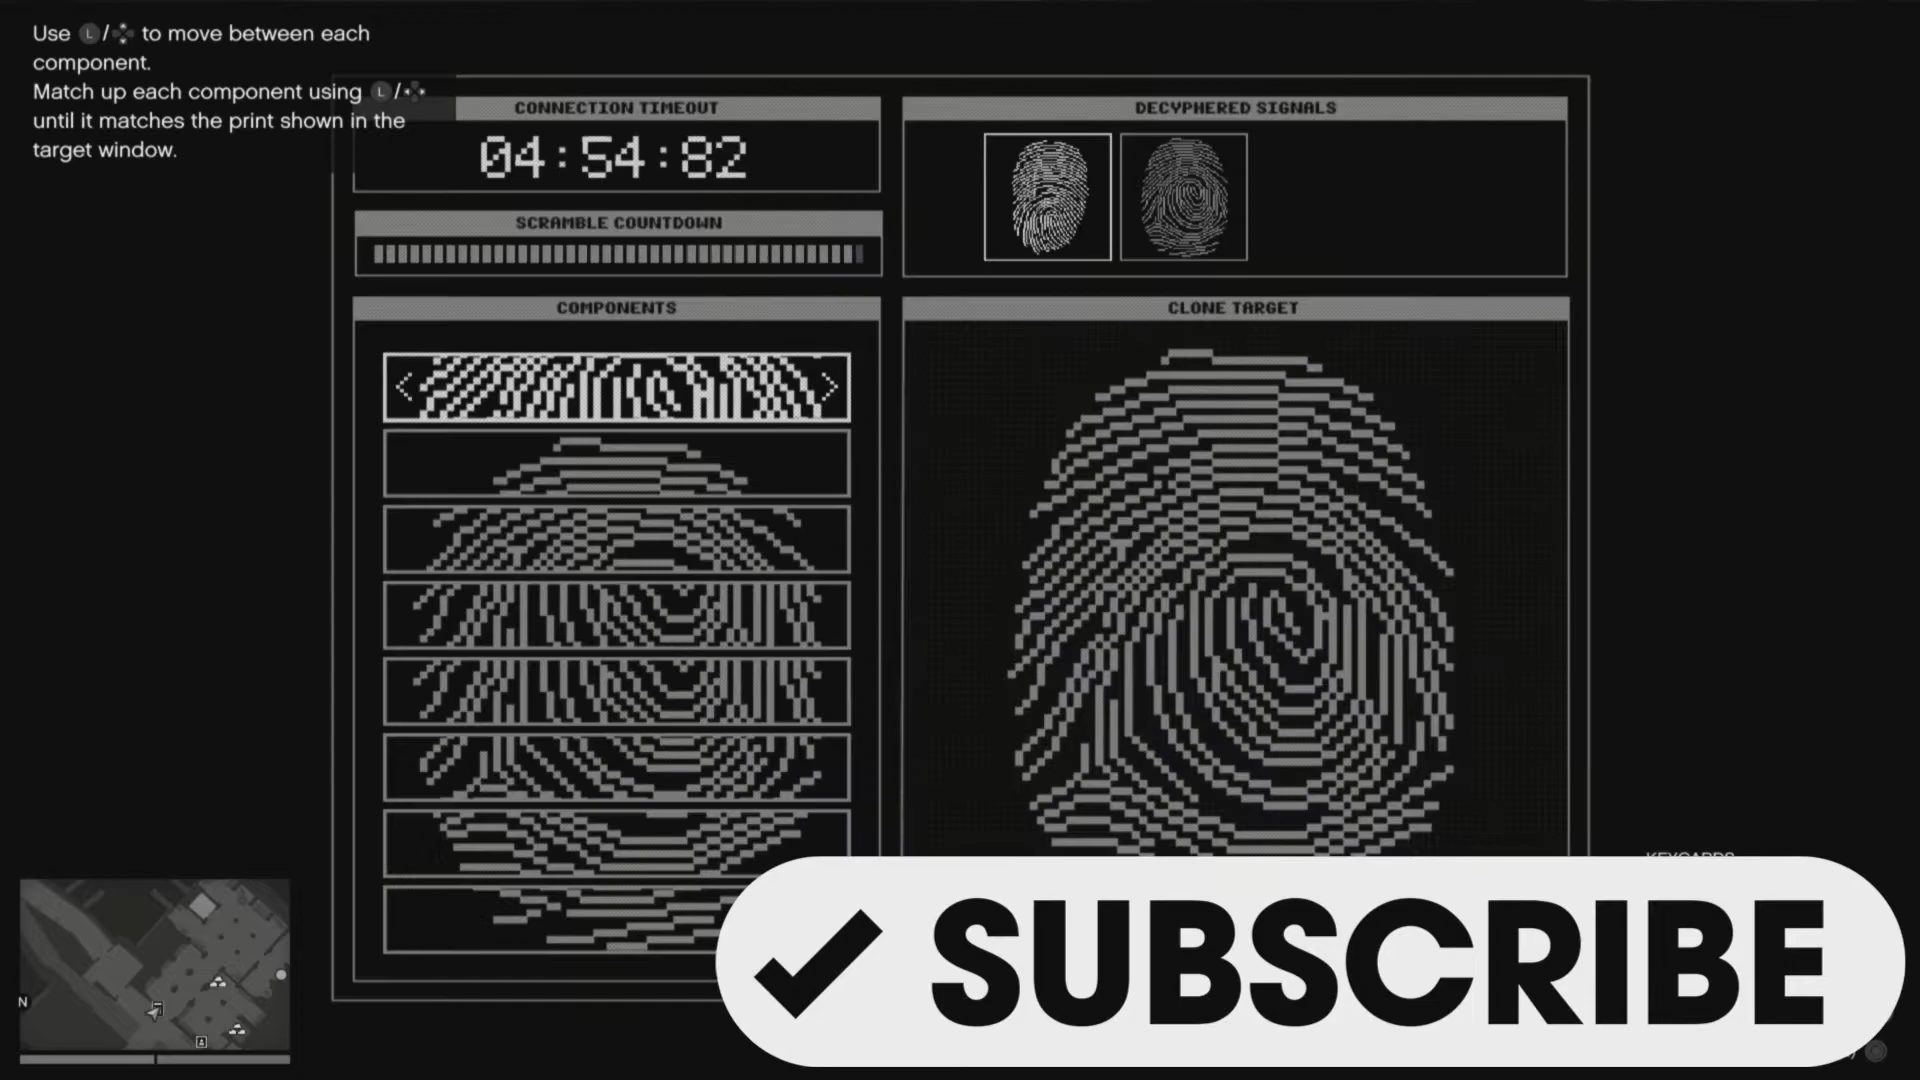 Use L/ to move between each
component.
Match up each component using L/
until it matches the print shown in the
target window.
CONNECTION TIMEOUT
04:54:82
SCRAMBLE COUNTDOWN
COMPONENTS
DECYPHERED SIGNALS
CLONE TARGET
N
SUBSCRIBE